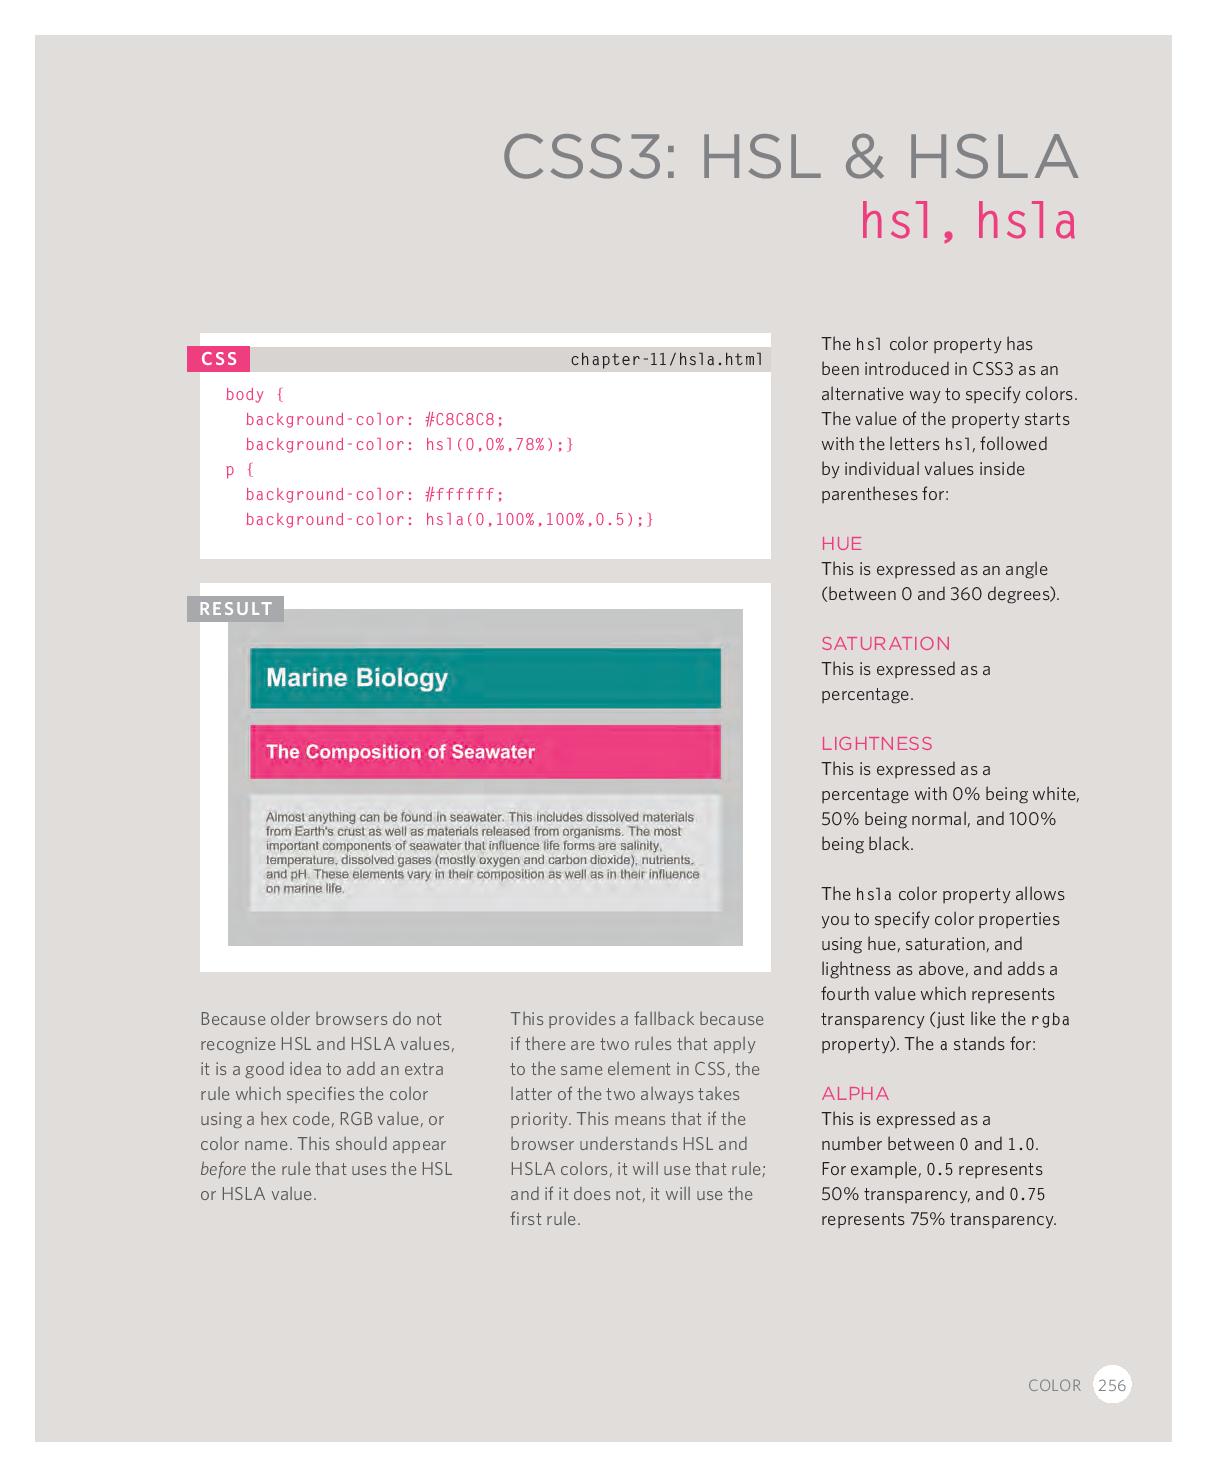 CSS3: HSL & HSLA
hsl, hsla
CSS
chapter-11/hsla.html
body {
  background-color: #C8C8C8;
  background-color: hsl(0,0%,78%);}
p {
  background-color: #ffffff;
  background-color: hsla(0,100%,100%,0.5);}
RESULT
Marine Biology
The Composition of Seawater
Almost anything can be found in seawater. This includes dissolved materials
from Earth's crust as well as materials released from organisms. The most
important components of seawater that influence life forms are salinity,
temperature, dissolved gases (mostly oxygen and carbon dioxide), nutrients,
and pH. These elements vary in their composition as well as in their influence
on marine life.
Because older browsers do not
recognize HSL and HSLA values,
it is a good idea to add an extra
rule which specifies the color
using a hex code, RGB value, or
color name. This should appear
before the rule that uses the HSL
or HSLA value.
This provides a fallback because
if there are two rules that apply
to the same element in CSS, the
latter of the two always takes
priority. This means that if the
browser understands HSL and
HSLA colors, it will use that rule;
and if it does not, it will use the
first rule.
The hsl color property has
been introduced in CSS3 as an
alternative way to specify colors.
The value of the property starts
with the letters hsl, followed
by individual values inside
parentheses for:
HUE
This is expressed as an angle
(between 0 and 360 degrees).
SATURATION
This is expressed as a
percentage.
LIGHTNESS
This is expressed as a
percentage with 0% being white,
50% being normal, and 100%
being black.
The hsla color property allows
you to specify color properties
using hue, saturation, and
lightness as above, and adds a
fourth value which represents
transparency (just like the rgba
property). The a stands for:
ALPHA
This is expressed as a
number between 0 and 1.0.
For example, 0.5 represents
50% transparency, and 0.75
represents 75% transparency.
COLOR 256